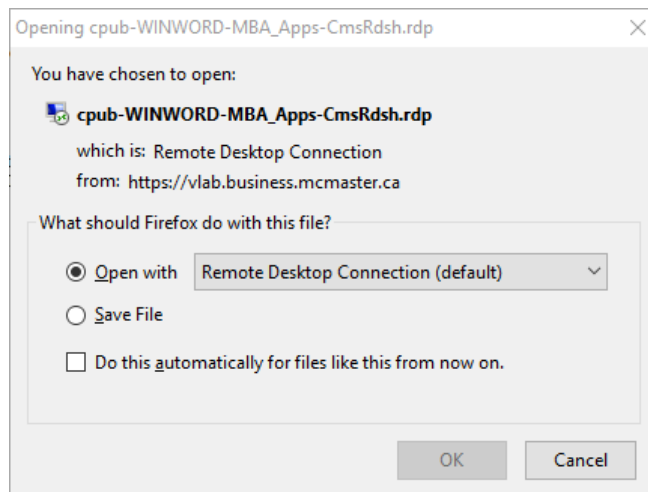 Opening cpub-WINWORD-MBA_Apps-CmsRdsh.rdp
You have chosen to open:
cpub-WINWORD-MBA_Apps-CmsRdsh.rdp
which is: Remote Desktop Connection
from: https://vlab.business.mcmaster.ca
What should Firefox do with this file?
Open with Remote Desktop Connection (default)
Save File
Do this automatically for files like this from now on.
OK Cancel